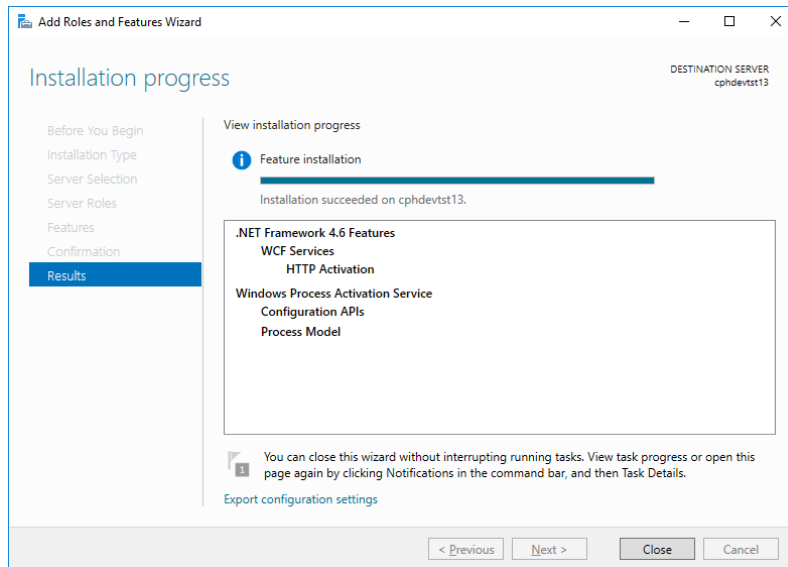 Add Roles and Features Wizard
Installation progress
DESTINATION SERVER
cphdevtst13
Before You Begin
Installation Type
Server Selection
Server Roles
Features
Confirmation
Results
View installation progress
Feature installation
Installation succeeded on cphdevtst13.
.NET Framework 4.6 Features
WCF Services
HTTP Activation
Windows Process Activation Service
Configuration APIs
Process Model
1
You can close this wizard without interrupting running tasks. View task progress or open this
page again by clicking Notifications in the command bar, and then Task Details.
Export configuration settings
< Previous
Next >
Close
Cancel